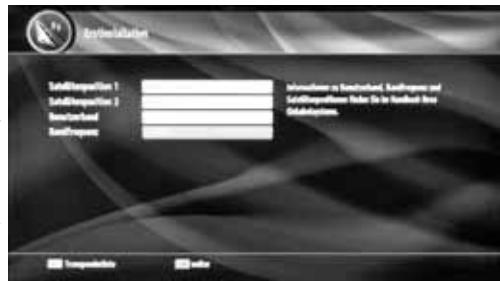 Erstinstallation
Satellitenposition 1
Satellitenposition 2
Benutzerband
Bandfrequenz
Informationen zu Benutzerband, Bandfrequenz und
Satellitenpositionen finden Sie im Handbuch Ihres
Einkabelsystems.
Transponderliste
weiter